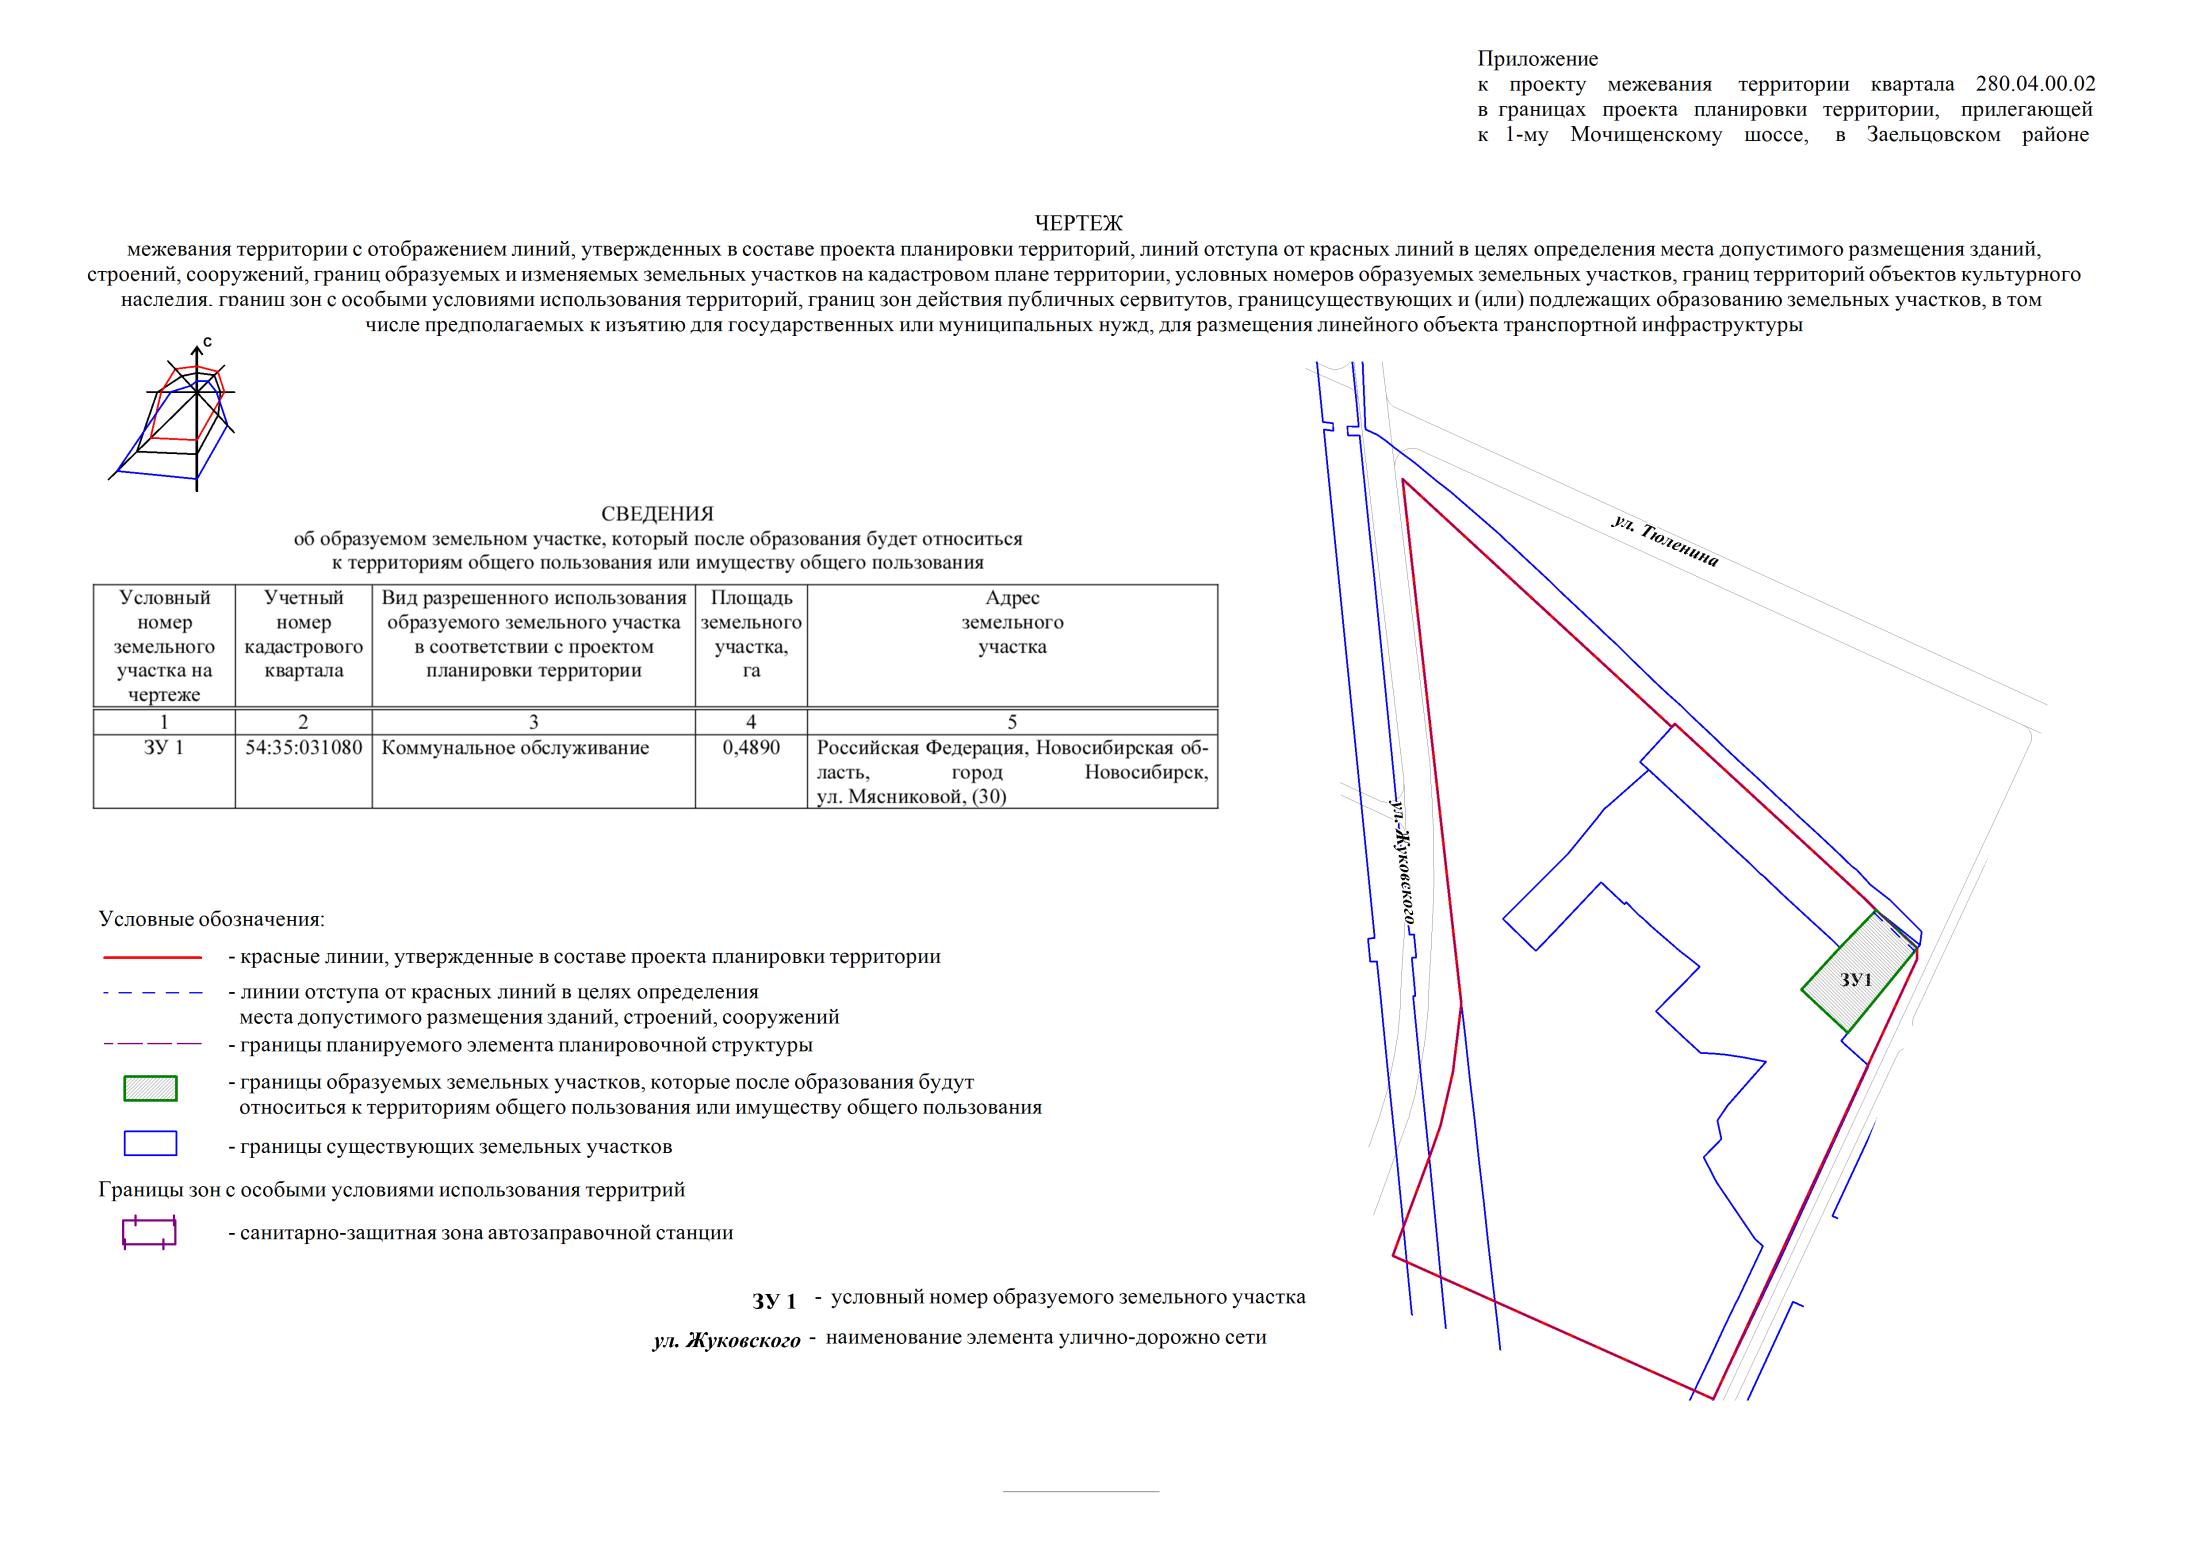 Приложение
к проекту межевания территории квартала 280.04.00.02
в границах проекта планировки территории, прилегающей
к 1-му Мочищенскому шоссе, в Заельцовском районе
ЧЕРТЕЖ
межевания территории с отображением линий, утвержденных в составе проекта планировки территорий, линий отступа от красных линий в целях определения места допустимого размещения зданий,
строений, сооружений, границ образуемых и изменяемых земельных участков на кадастровом плане территории, условных номеров образуемых земельных участков, границ территорий объектов культурного
наследия, границ зон с особыми условиями использования территорий, границ зон действия публичных сервитутов, границсуществующих и (или) подлежащих образованию земельных участков, в том
числе предполагаемых к изъятию для государственных или муниципальных нужд, для размещения линейного объекта транспортной инфраструктуры
С
СВЕДЕНИЯ
об образуемом земельном участке, который после образования будет относиться
к территориям общего пользования или имуществу общего пользования
Условный номер земельного участка на чертеже
Учетный номер кадастрового квартала
Вид разрешенного использования образуемого земельного участка в соответствии с проектом планировки территории
Площадь земельного участка, га
Адрес земельного участка
1 2 3 4 5
ЗУ 1 54:35:031080 Коммунальное обслуживание 0,4890 Российская Федерация, Новосибирская об-
ласть, город Новосибирск,
ул. Мясниковой, (30)
Условные обозначения:
- красные линии, утвержденные в составе проекта планировки территории
- линии отступа от красных линий в целях определения
места допустимого размещения зданий, строений, сооружений
- границы планируемого элемента планировочной структуры
- границы образуемых земельных участков, которые после образования будут
относиться к территориям общего пользования или имуществу общего пользования
- границы существующих земельных участков
Границы зон с особыми условиями использования территрий
- санитарно-защитная зона автозаправочной станции
ЗУ 1 - условный номер образуемого земельного участка
ул. Жуковского - наименование элемента улично-дорожно сети
ул. Тюленина
ул. Жуковского
ЗУ1